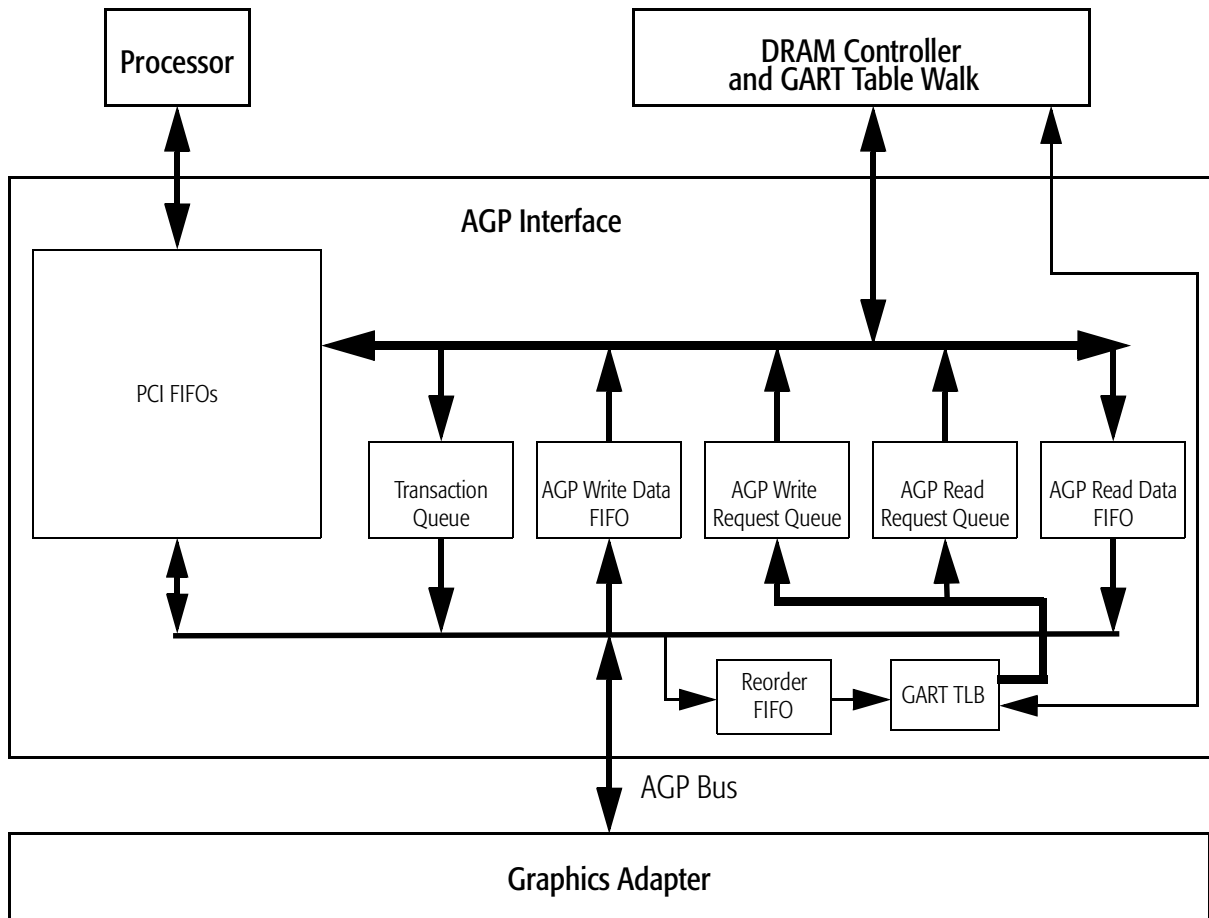 Processor
DRAM Controller
and GART Table Walk
AGP Interface
PCI FIFOs
Transaction
Queue
AGP Write Data
FIFO
AGP Write
Request Queue
AGP Read
Request Queue
AGP Read Data
FIFO
Reorder
FIFO
GART TLB
AGP Bus
Graphics Adapter